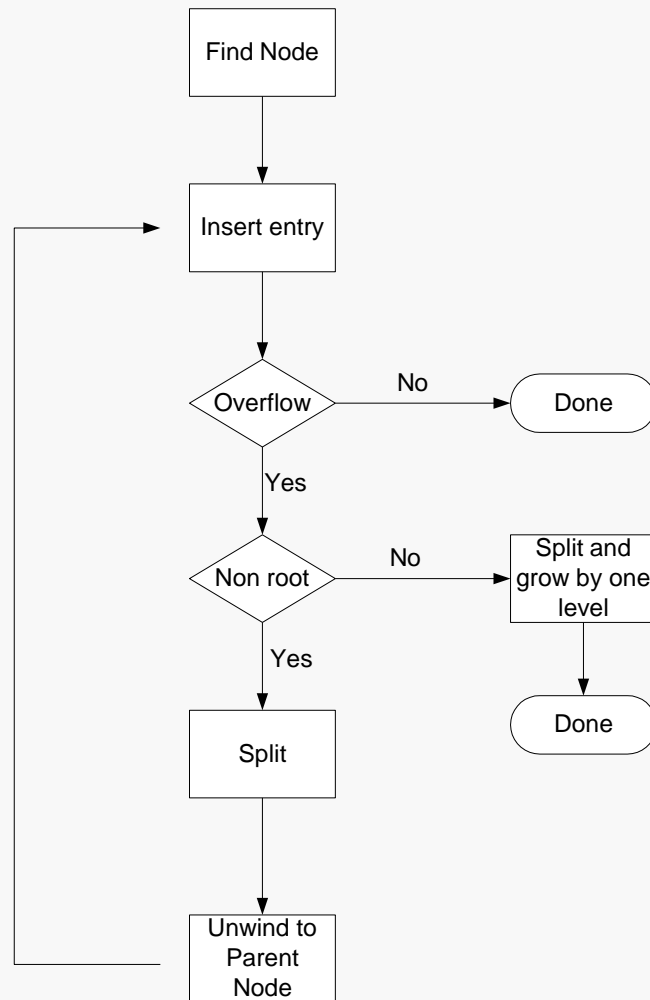 Find Node
Insert entry
Overflow
No
Done
Yes
Non root
No
Split and
grow by one
level
Yes
Split
Done
Unwind to
Parent
Node